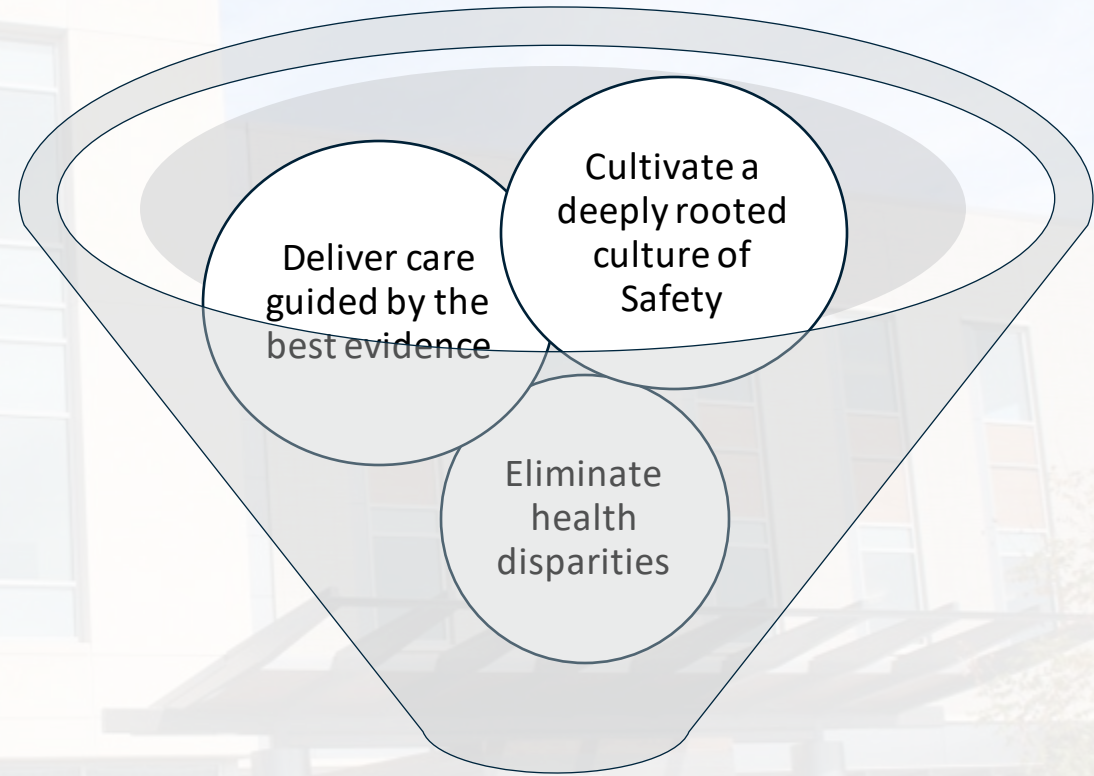 Deliver care
guided by the
best evidence
Cultivate a
deeply rooted
culture of
Safety
Eliminate
health
disparities